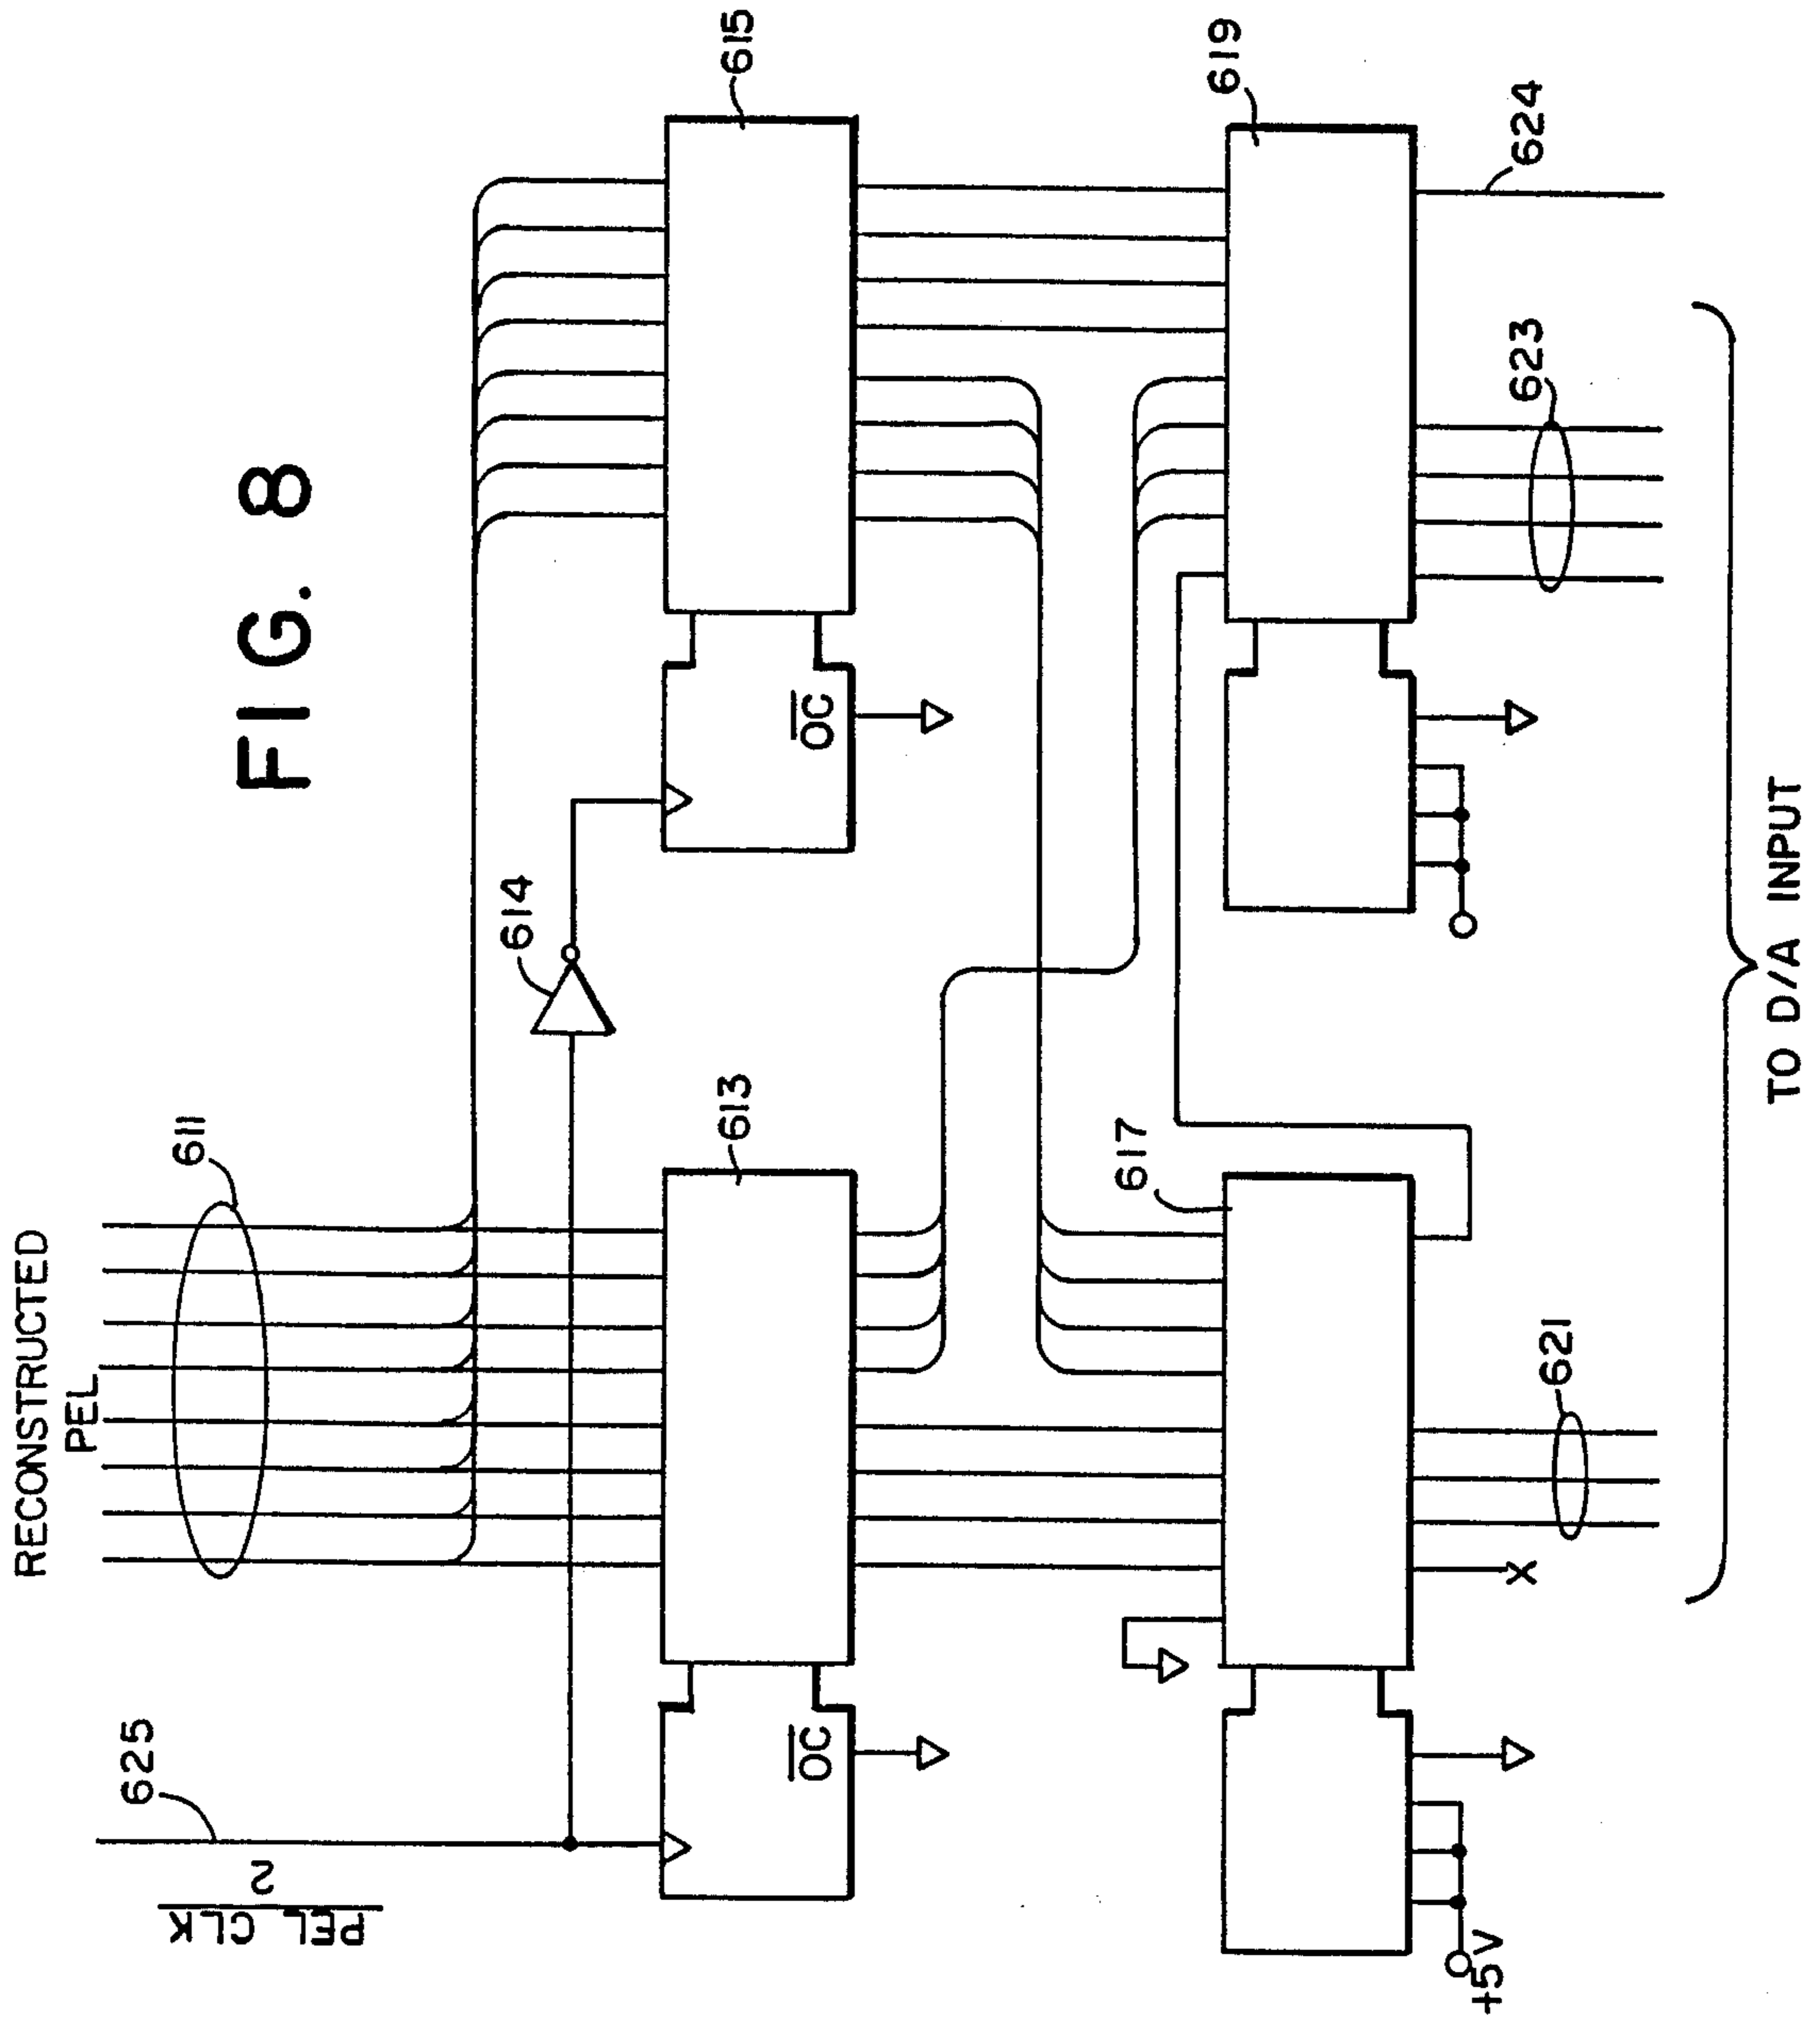 FIG. 8
RECONSTRUCTED
PEL
611
625
PEL CLK
2
614
613
615
OC
OC
617
619
+5V
X
621
623
624
TO D/A INPUT